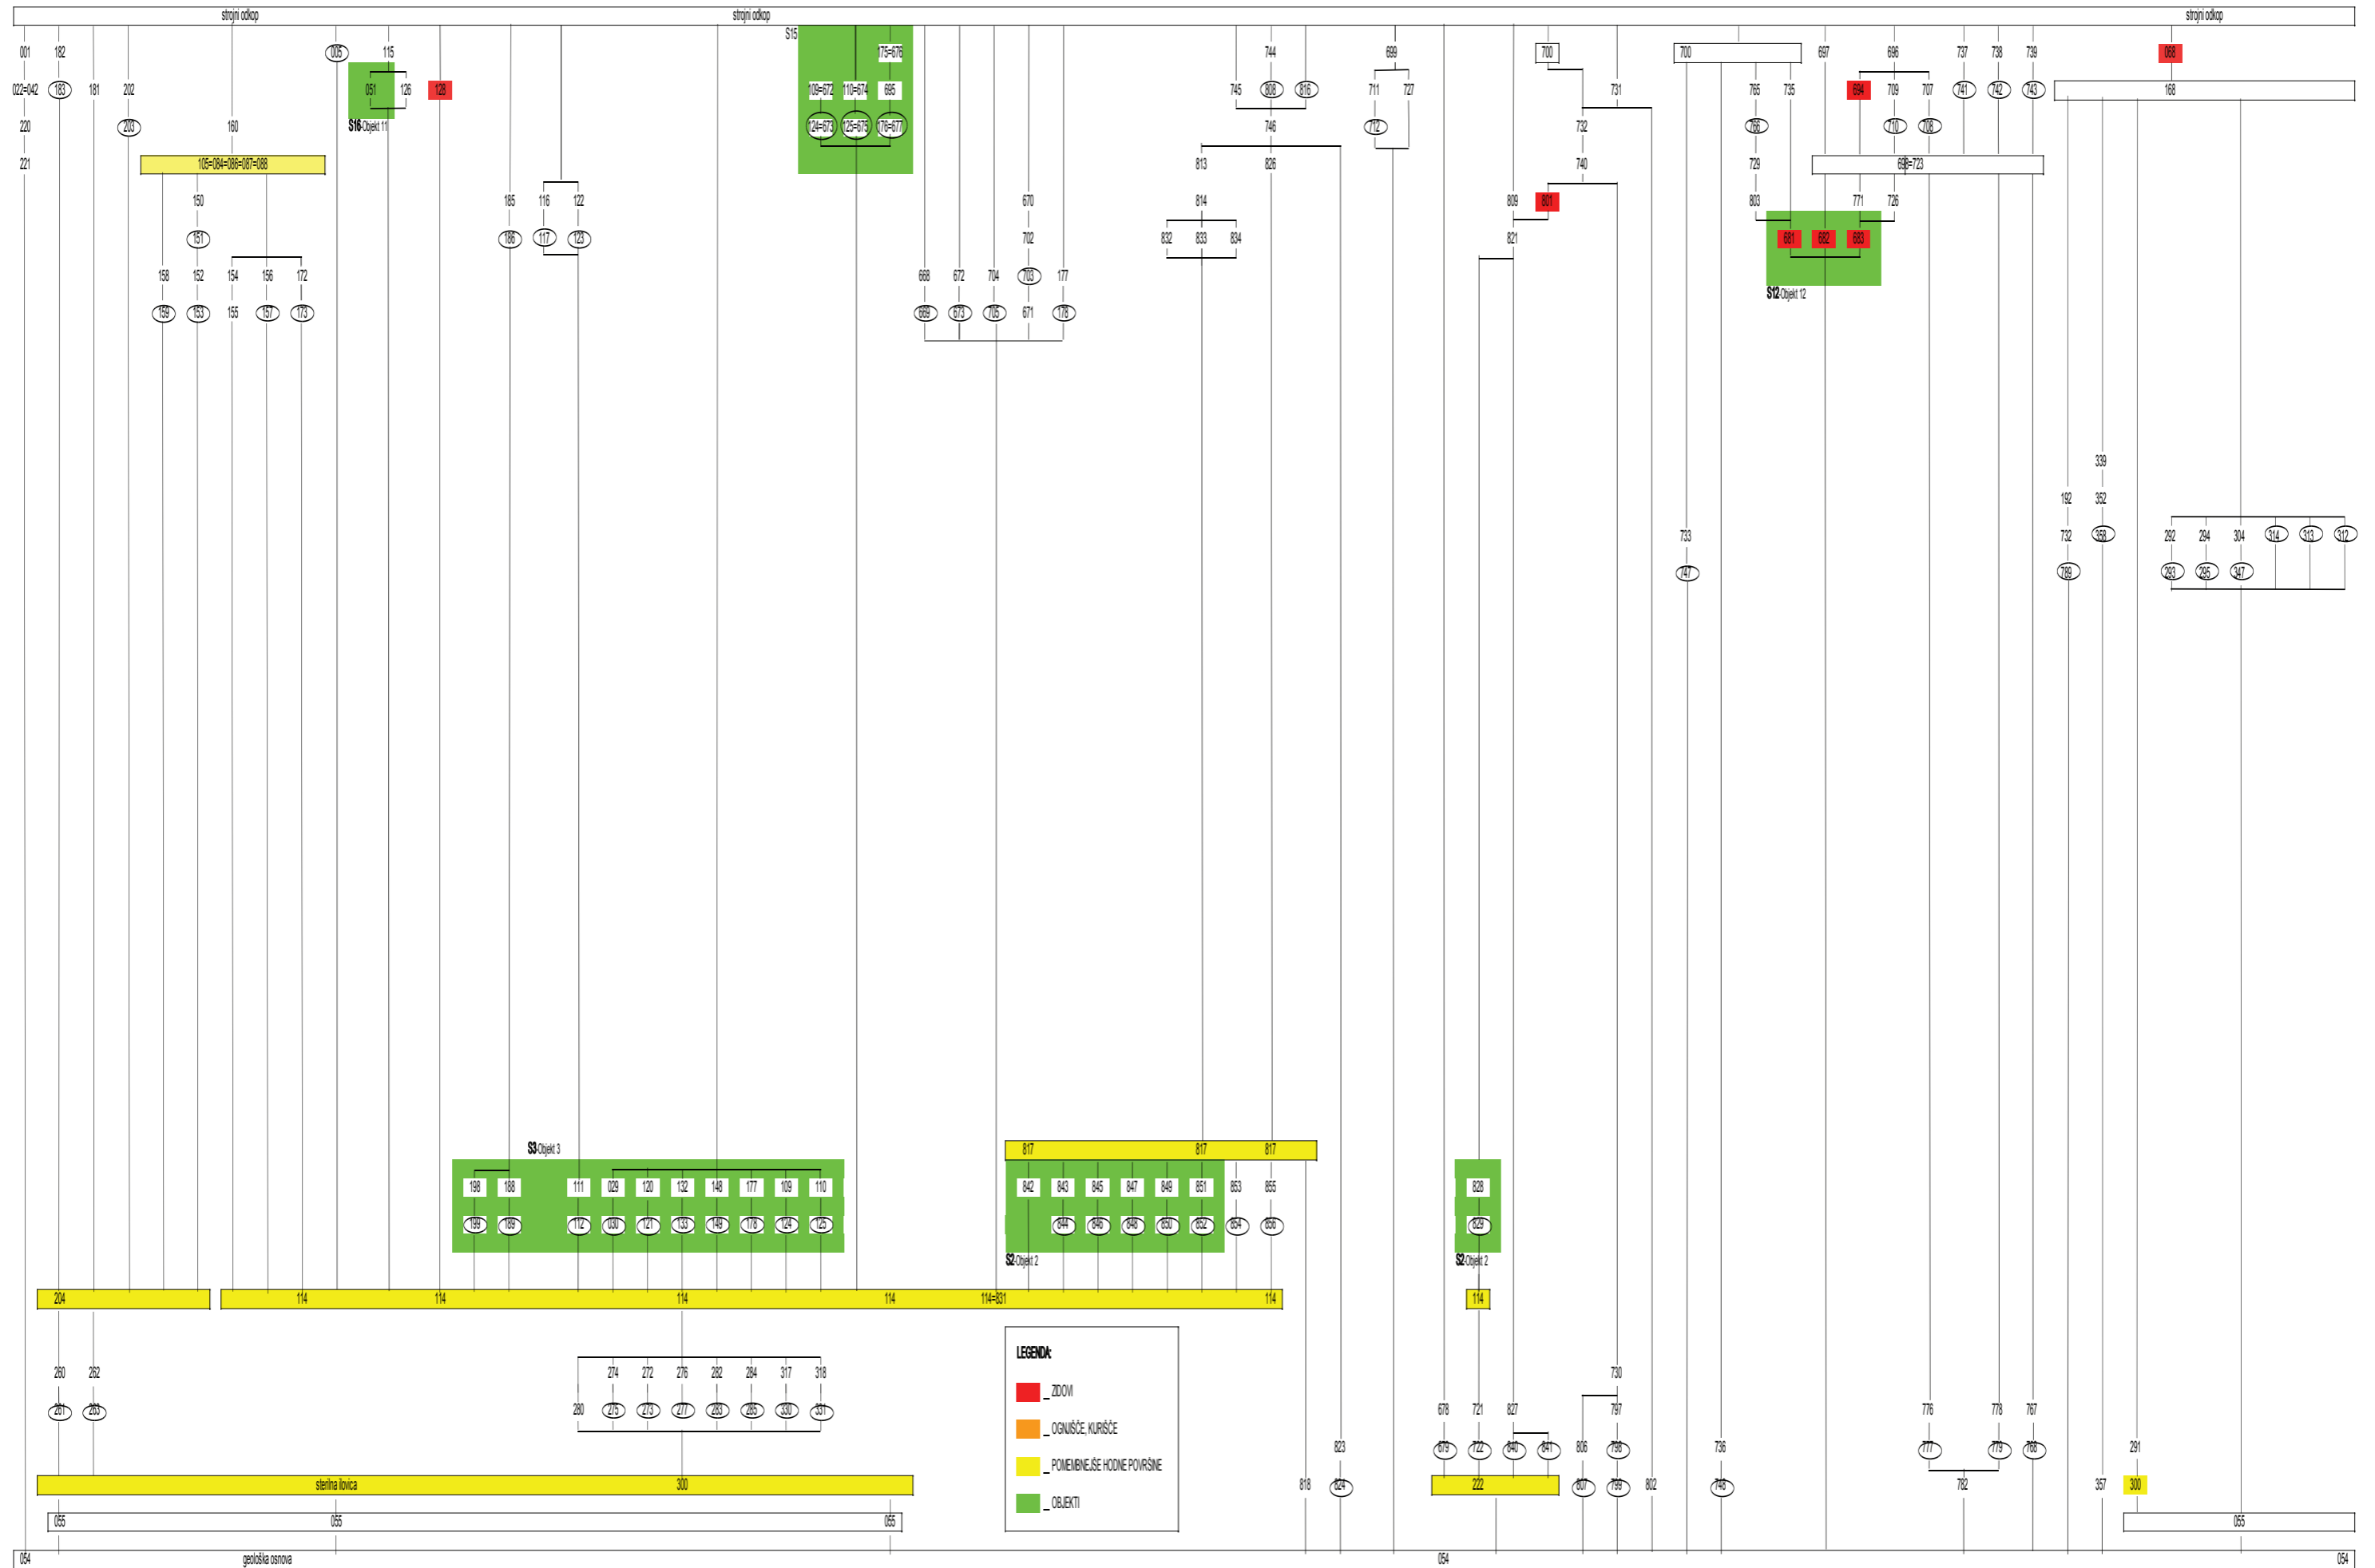 strojni odkop strojni odkop strojni odkop
S15
001 182 005 115 175=676 744 699 700 700 697 696 737 738 739 068
022=042 183 181 202 051 126 128 109=672 110=674 695 745 808 816 711 727 731 765 735 694 709 707 741 742 743 168
S16-Objekt 11
220 203 160 124=673 125=675 176=677 746 712 732 766 710 708
221 105=084=086=087=088 813 826 740 729 698=723
150 185 116 122 670 814 809 801 803 771 726
151 186 117 123 702 832 833 834 821 681 682 683
158 152 154 156 172 668 672 704 703 177
S12-Objekt 12
159 153 155 157 173 669 673 705 671 178
339
192 352
733 732 358 292 294 304 314 313 312
747 789 293 295 347
S3-Objekt 3 817 817 817
198 188 111 029 120 132 148 177 109 110 842 843 845 847 849 851 853 855 828
199 189 112 030 121 133 149 178 124 125 844 846 848 850 852 854 856 829
S2-Objekt 2 S2-Objekt 2
204 114 114 114 114 114=831 114 114
LEGENDA:
260 262 274 272 276 282 284 317 318 730
_ ZIDOVI
261 263 280 275 273 277 283 285 330 331 678 721 827 797 776 778 767
_ OGNJIŠČE, KURIŠČE
823 679 722 840 841 806 798 736 777 779 768 291
_ POMEMBNEJŠE HODNE POVRŠINE
sterilna ilovica 300 818 824 222 807 799 802 748 782 357 300
_ OBJEKTI
055 055 055 055
054 geološka osnova 054 054